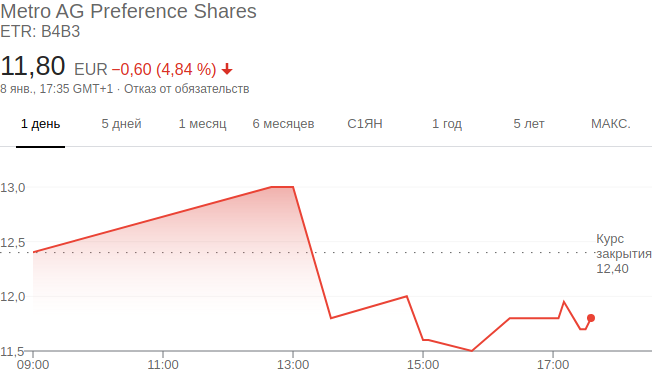 Metro AG Preference Shares
ETR: B4B3
11,80 EUR −0,60 (4,84 %)
8 янв., 17:35 GMT+1 · Отказ от обязательств
1 день 5 дней 1 месяц 6 месяцев С1ЯН 1 год 5 лет МАКС.
13,0
12,5
12,0
11,5
Курс
закрытия
12,40
09:00 11:00 13:00 15:00 17:00